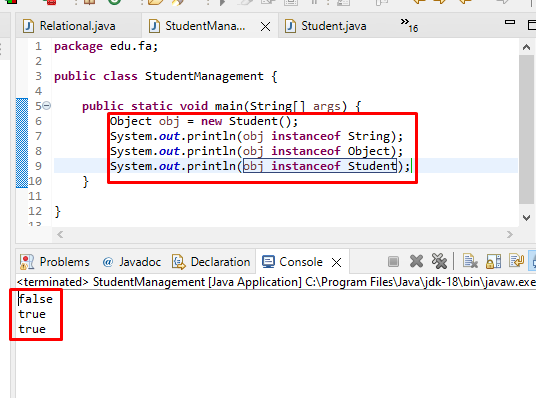 Relational.java
StudentMana...
Student.java
»16
1 package edu.fa;
2
3 public class StudentManagement {
4
5 public static void main(String[] args) {
6 Object obj = new Student();
7 System.out.println(obj instanceof String);
8 System.out.println(obj instanceof Object);
9 System.out.println(obj instanceof Student);
10 }
11
12 }
13
Problems @ Javadoc Declaration Console
<terminated> StudentManagement [Java Application] C:\Program Files\Java\jdk-18\bin\javaw.exe
false
true
true